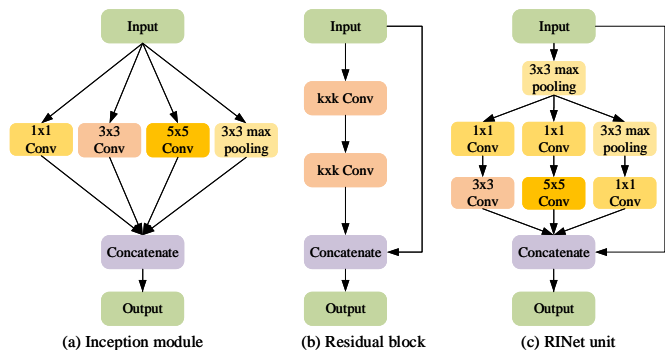 Input
1x1
Conv
3x3
Conv
5x5
Conv
3x3 max
pooling
Concatenate
Output
(a) Inception module
Input
kxk Conv
kxk Conv
Concatenate
Output
(b) Residual block
Input
3x3 max
pooling
1x1
Conv
1x1
Conv
3x3 max
pooling
3x3
Conv
5x5
Conv
1x1
Conv
Concatenate
Output
(c) RINet unit